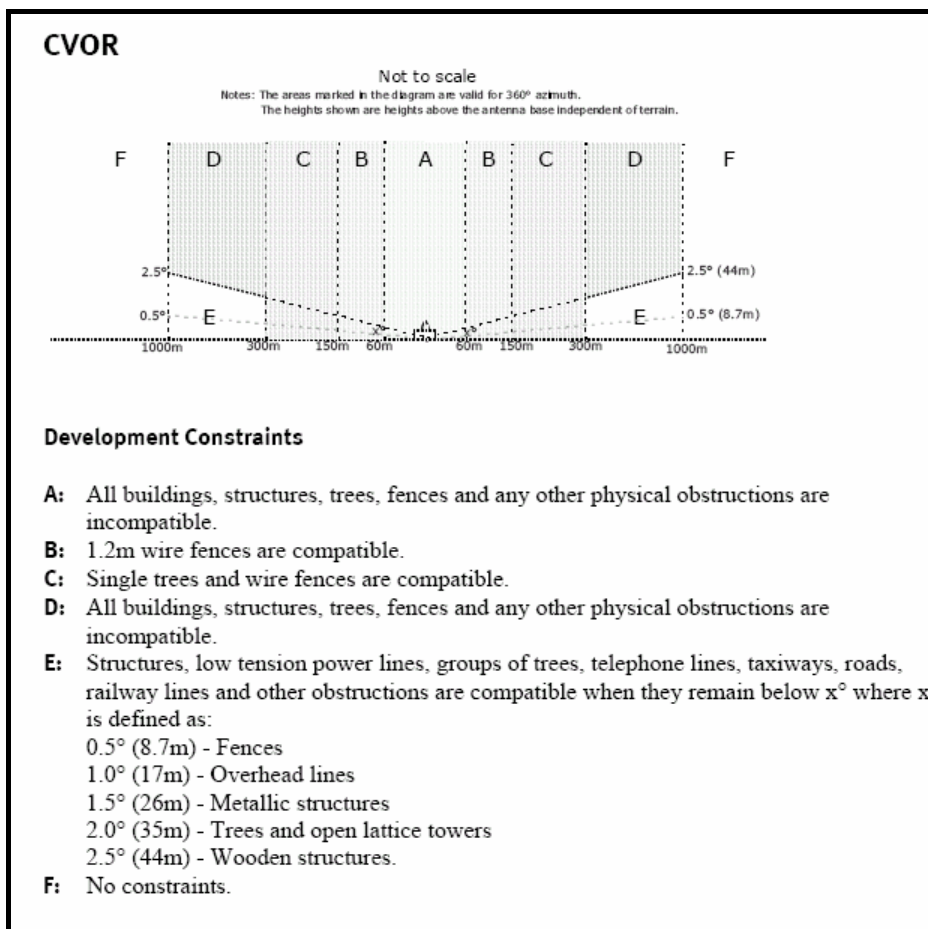 CVOR
Not to scale
Notes: The areas marked in the diagram are valid for 360° azimuth.
The heights shown are heights above the antenna base independent of terrain.
F D C B A B C D F
2.5° 2.5° (44m)
0.5° E x° x° E 0.5° (8.7m)
1000m 300m 150m 60m 60m 150m 300m 1000m
Development Constraints
A: All buildings, structures, trees, fences and any other physical obstructions are
incompatible.
B: 1.2m wire fences are compatible.
C: Single trees and wire fences are compatible.
D: All buildings, structures, trees, fences and any other physical obstructions are
incompatible.
E: Structures, low tension power lines, groups of trees, telephone lines, taxiways, roads,
railway lines and other obstructions are compatible when they remain below x° where x
is defined as:
0.5° (8.7m) - Fences
1.0° (17m) - Overhead lines
1.5° (26m) - Metallic structures
2.0° (35m) - Trees and open lattice towers
2.5° (44m) - Wooden structures.
F: No constraints.